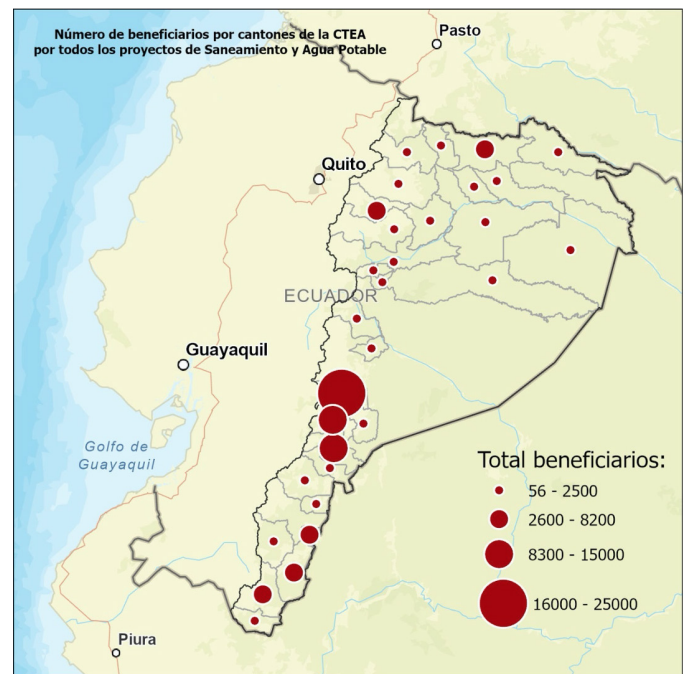 Número de beneficiarios por cantones de la CTEA
por todos los proyectos de Saneamiento y Agua Potable
Pasto
Quito
ECUADOR
Guayaquil
Golfo de
Guayaquil
Total beneficiarios:
56 - 2500
2600 - 8200
8300 - 15000
16000 - 25000
Piura